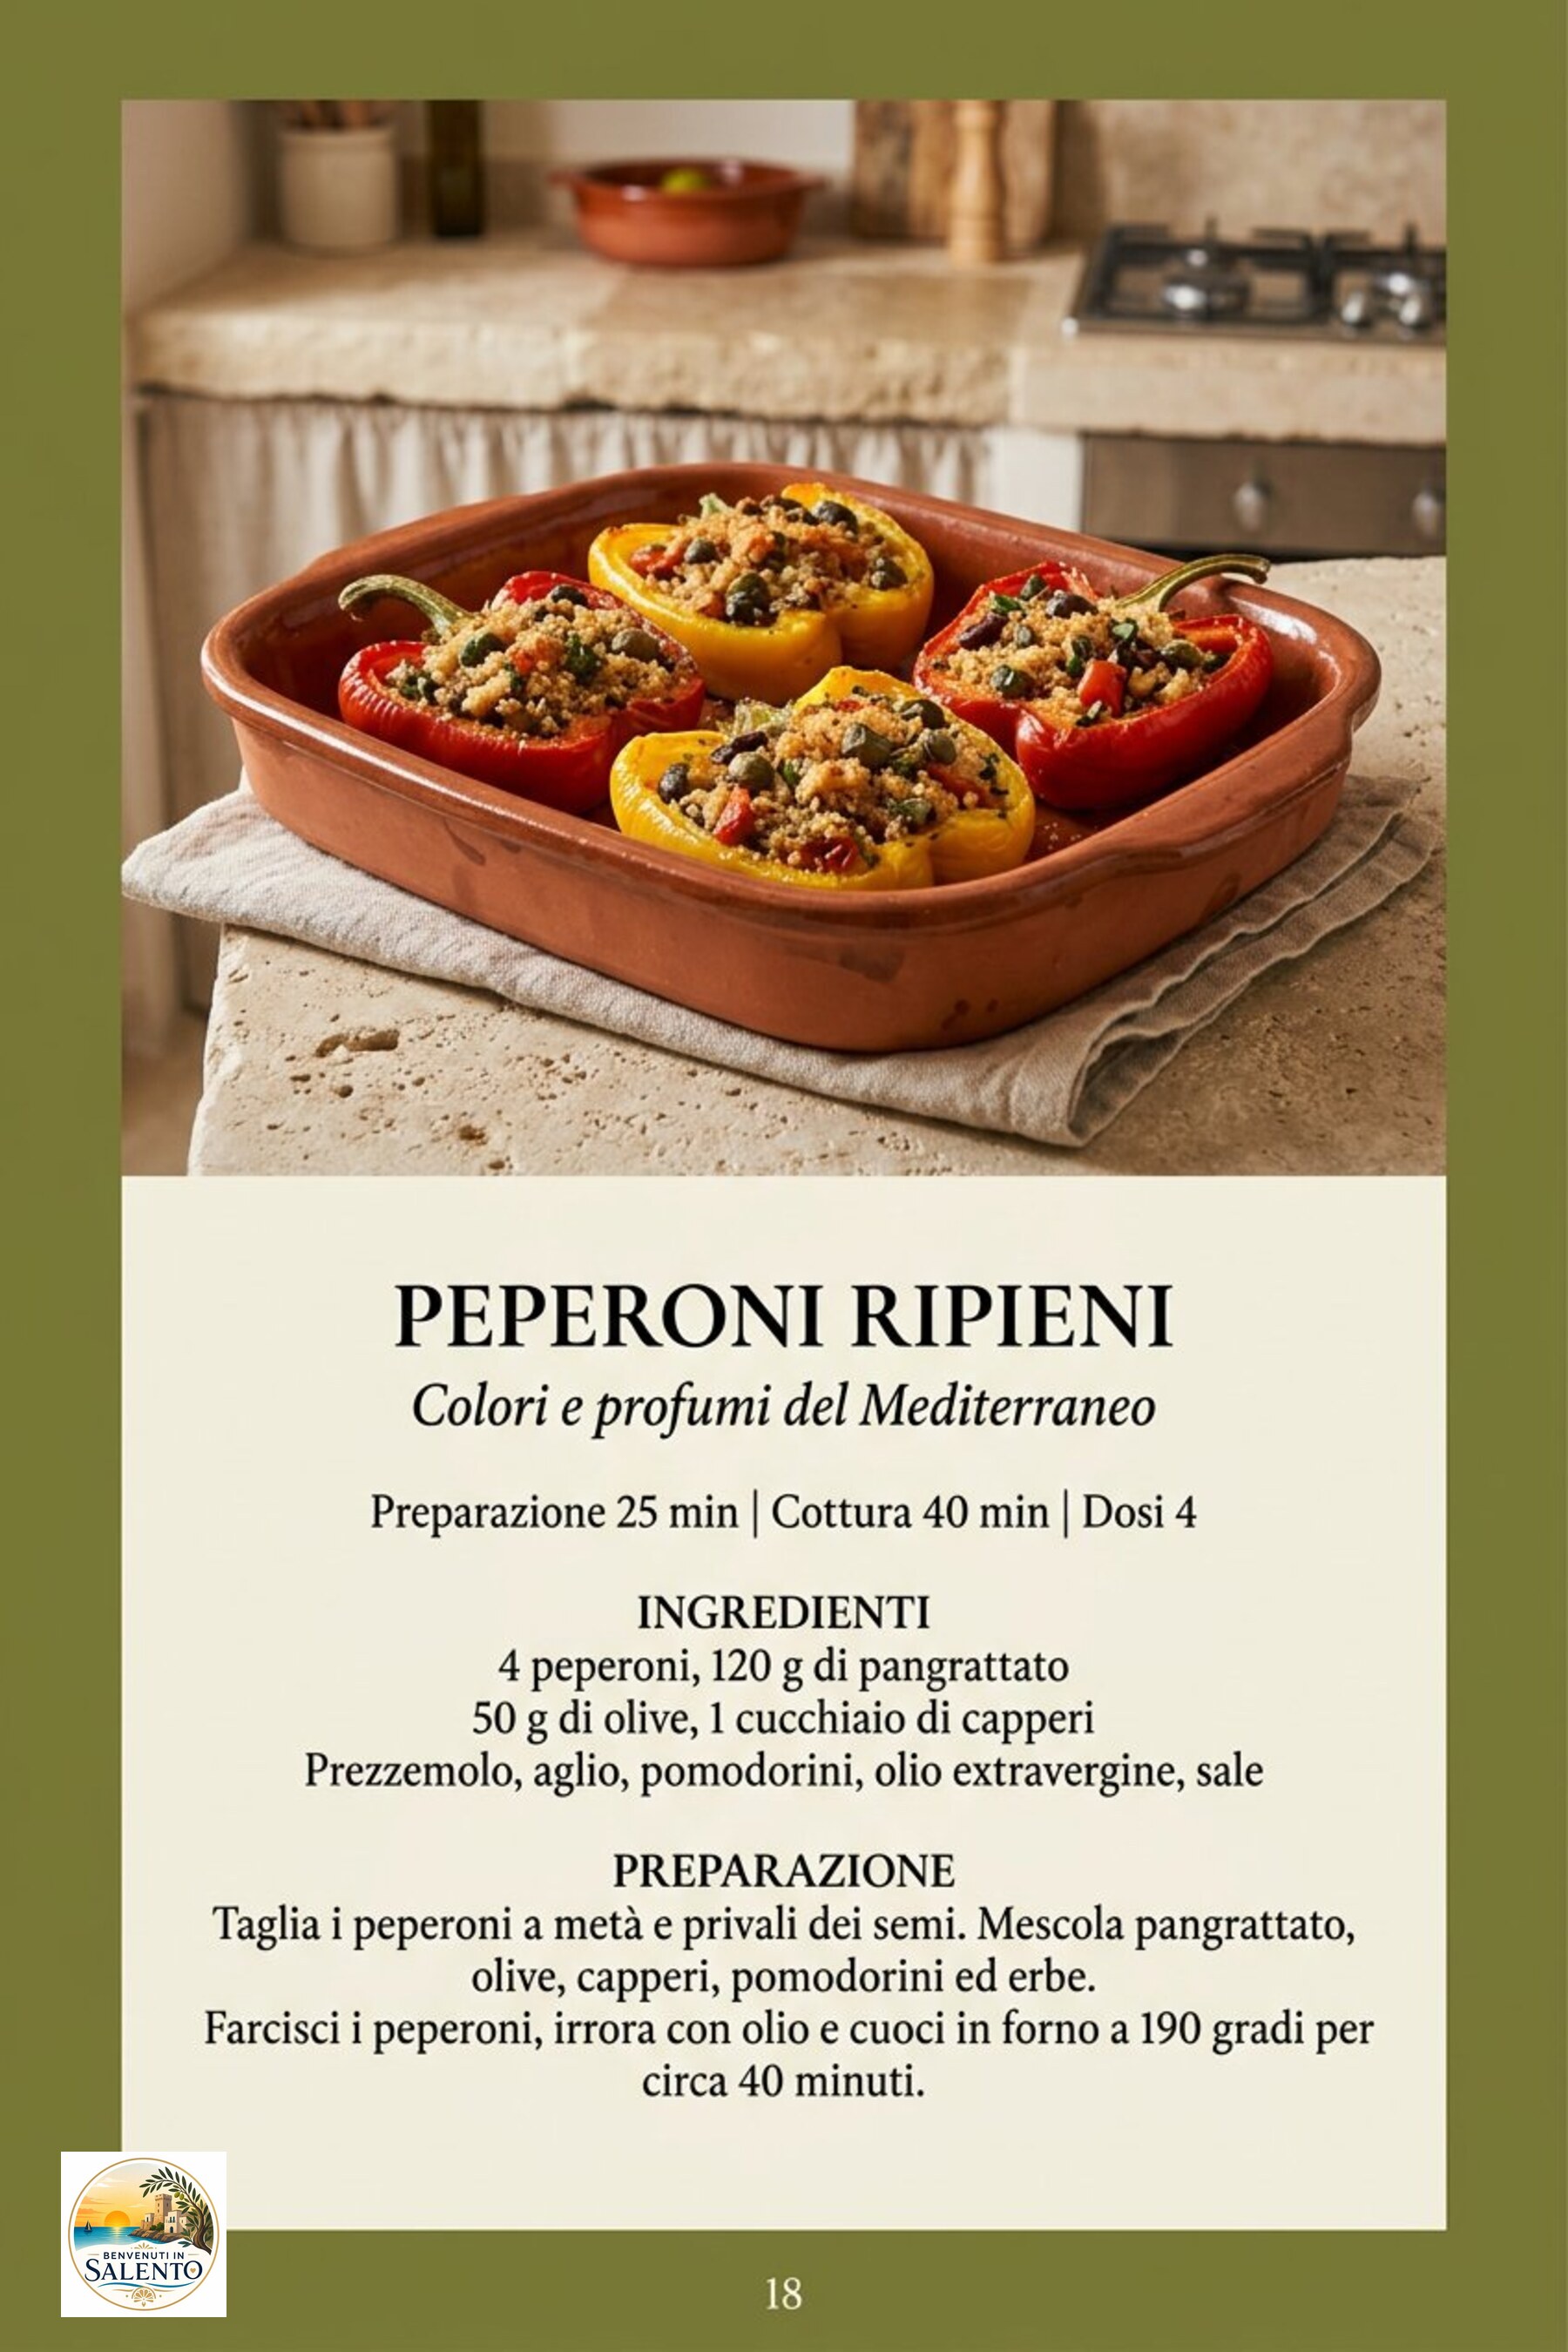 PEPERONI RIPIENI
Colori e profumi del Mediterraneo
Preparazione 25 min | Cottura 40 min | Dosi 4
INGREDIENTI
4 peperoni, 120 g di pangrattato
50 g di olive, 1 cucchiaio di capperi
Prezzemolo, aglio, pomodorini, olio extravergine, sale
PREPARAZIONE
Taglia i peperoni a metà e privali dei semi. Mescola pangrattato,
olive, capperi, pomodorini ed erbe.
Farcisci i peperoni, irrora con olio e cuoci in forno a 190 gradi per
circa 40 minuti.
BENVENUTI IN
SALENTO
18